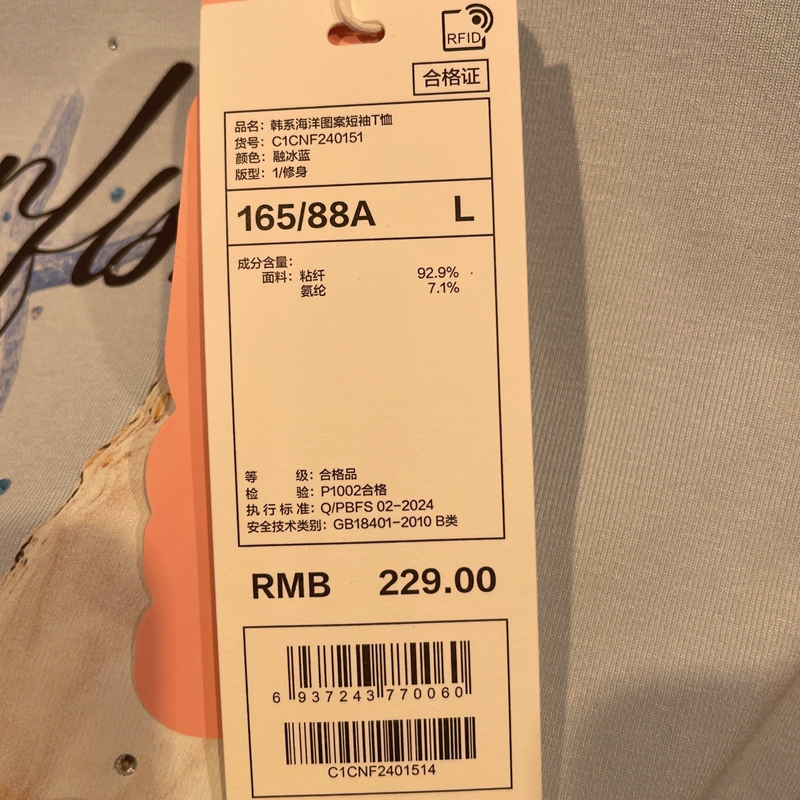 RFID
合格证
品名：韩系海洋图案短袖T恤
货号：C1CNF240151
颜色：融冰蓝
版型：1/修身
165/88A L
成分含量：
面料：粘纤 92.9%
氨纶 7.1%
等 级：合格品
检 验：P1002合格
执行标准：Q/PBFS 02-2024
安全技术类别：GB18401-2010 B类
RMB 229.00
6 937243 770060
C1CNF2401514